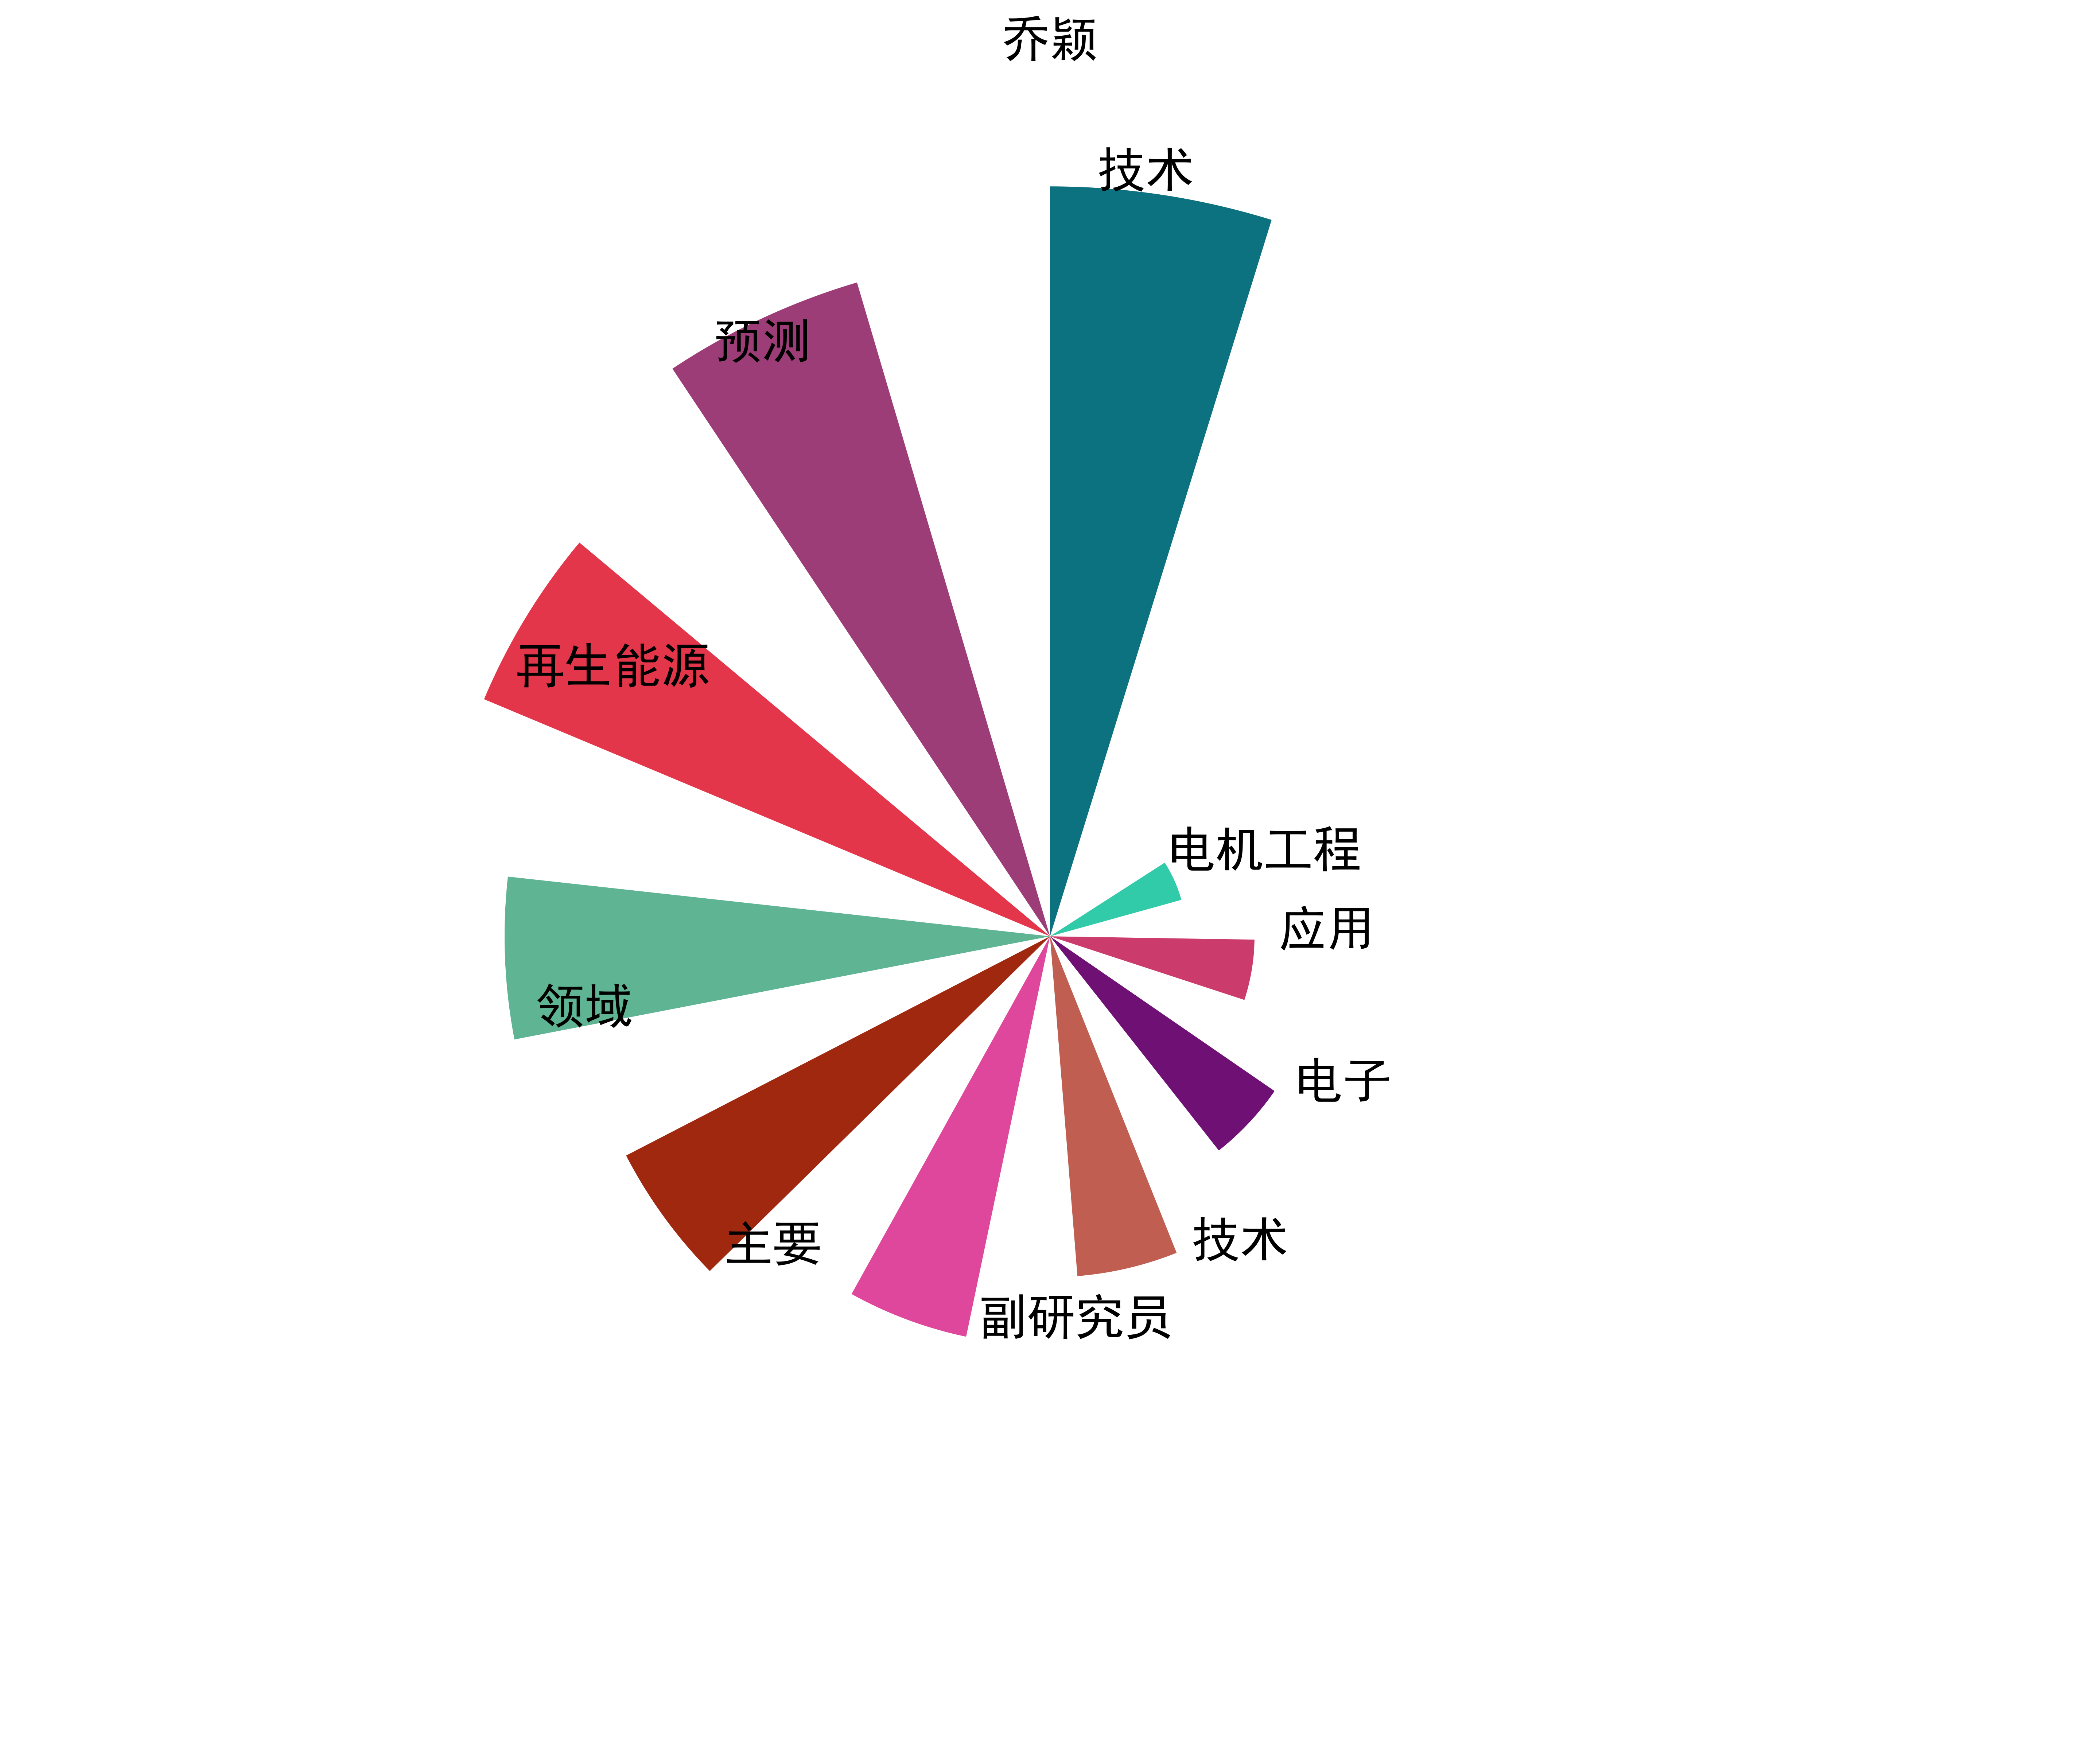 乔颖
技术
预测
再生能源
电机工程
应用
领域
电子
主要
技术
副研究员